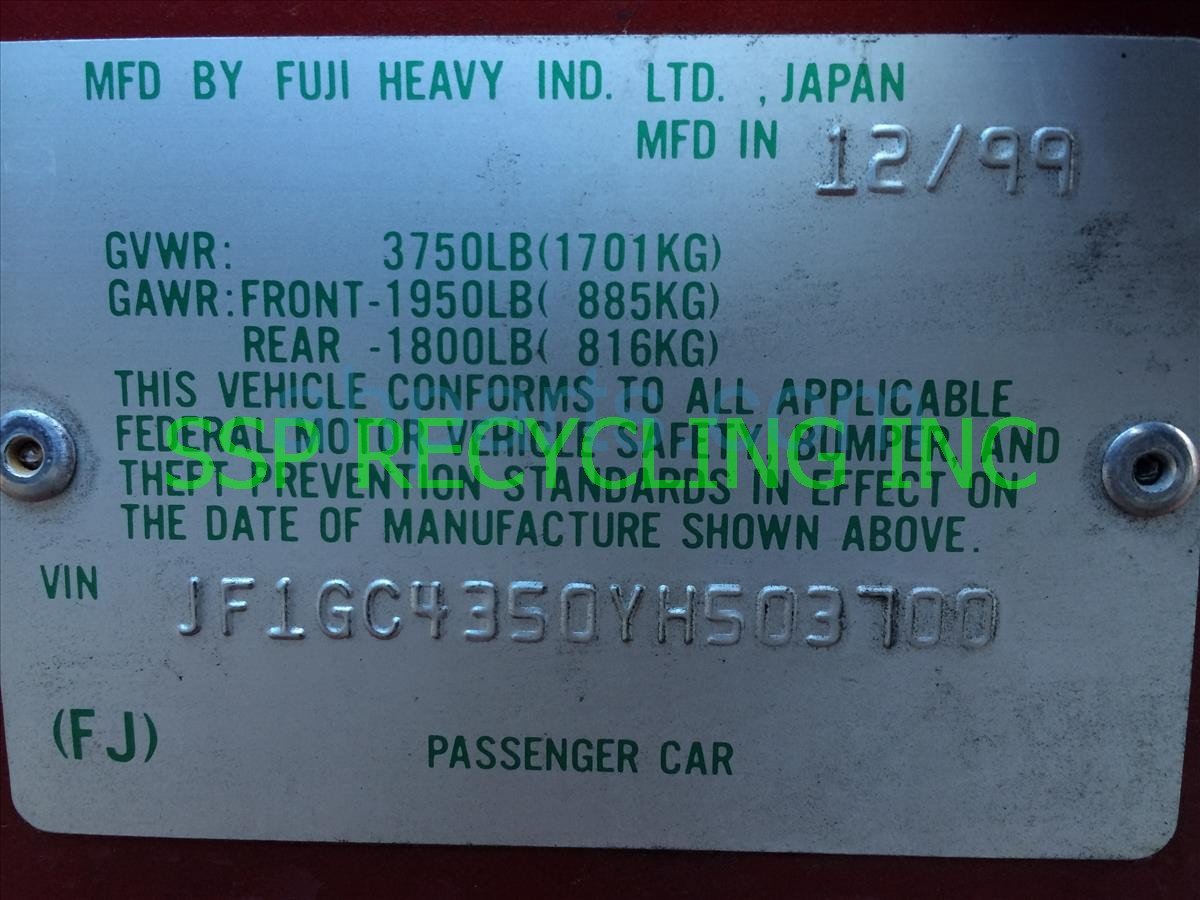 MFD BY FUJI HEAVY IND. LTD. , JAPAN
MFD IN 12/99
GVWR: 3750LB(1701KG)
GAWR:FRONT-1950LB( 885KG)
REAR -1800LB( 816KG)
THIS VEHICLE CONFORMS TO ALL APPLICABLE
FEDERAL MOTOR VEHICLE SAFETY, BUMPER, AND
SSP RECYCLING INC
THEFT PREVENTION STANDARDS IN EFFECT ON
THE DATE OF MANUFACTURE SHOWN ABOVE.
VIN JF1GC4350YH503700
(FJ) PASSENGER CAR